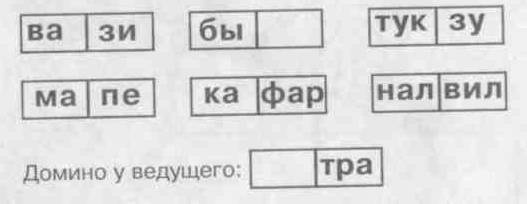 ва зи бы тук зу
ма пе ка фар нал вил
Домино у ведущего: тра